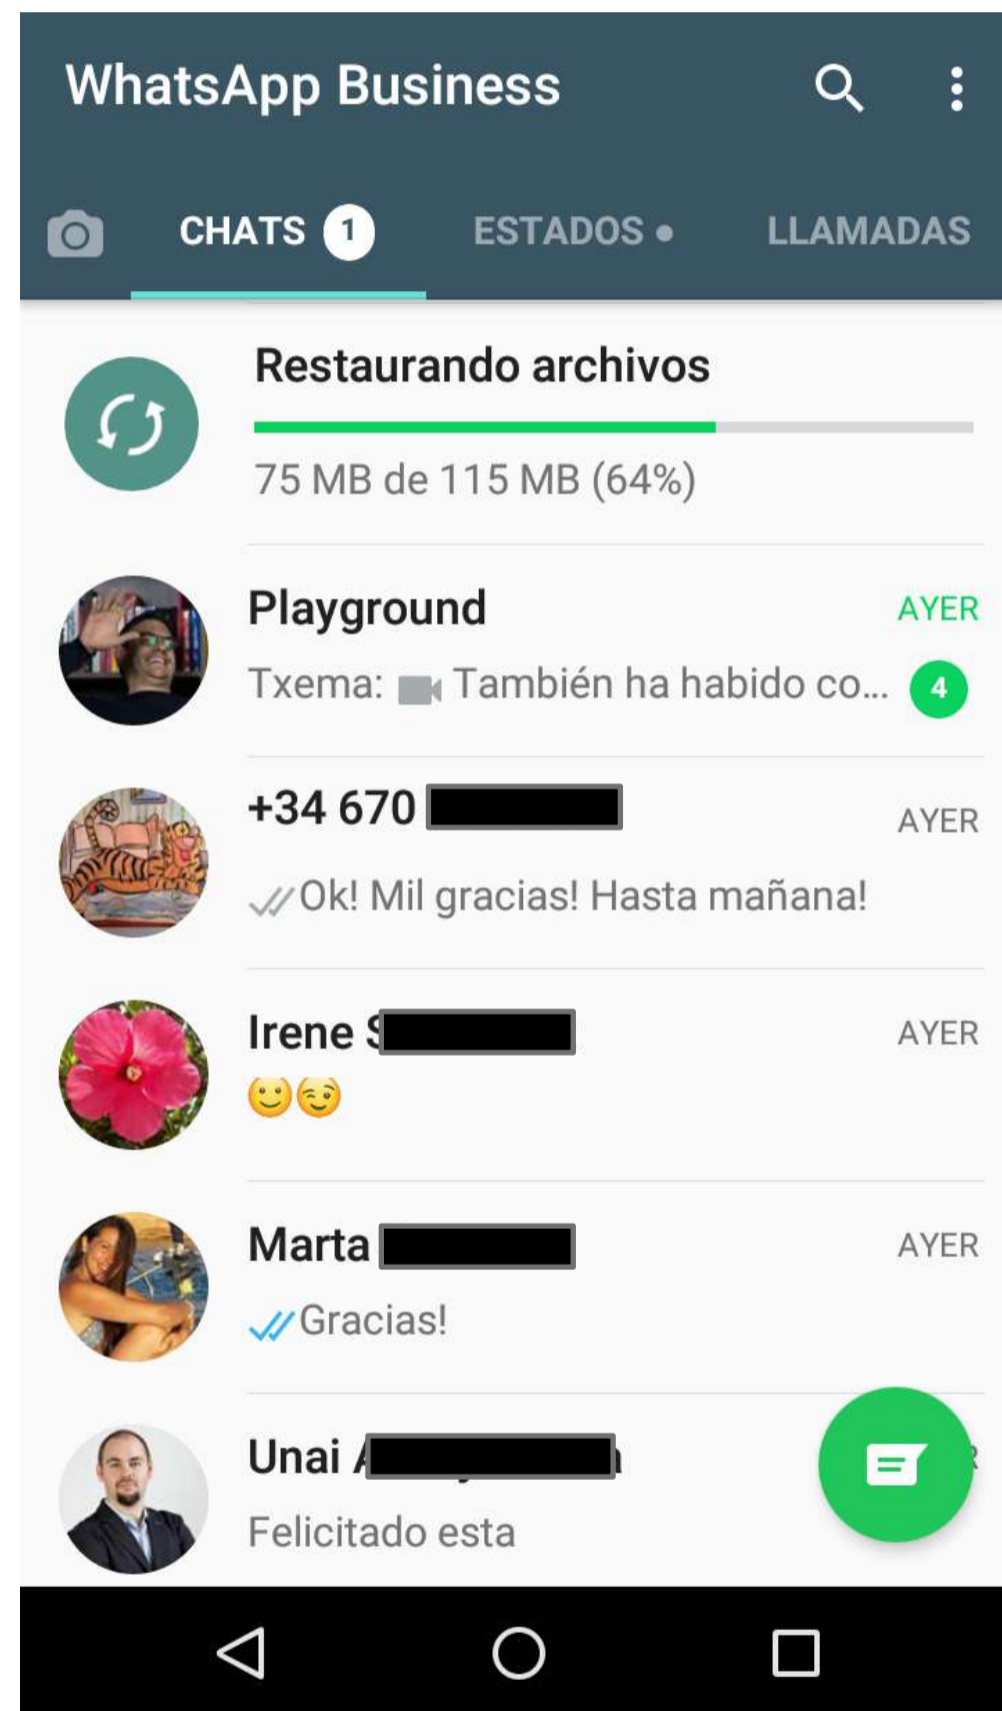 WhatsApp Business
CHATS 1 ESTADOS LLAMADAS
Restaurando archivos
75 MB de 115 MB (64%)
Playground AYER
Txema: También ha habido co... 4
+34 670 AYER
Ok! Mil gracias! Hasta mañana!
Irene S AYER
Marta AYER
Gracias!
Unai
Felicitado esta